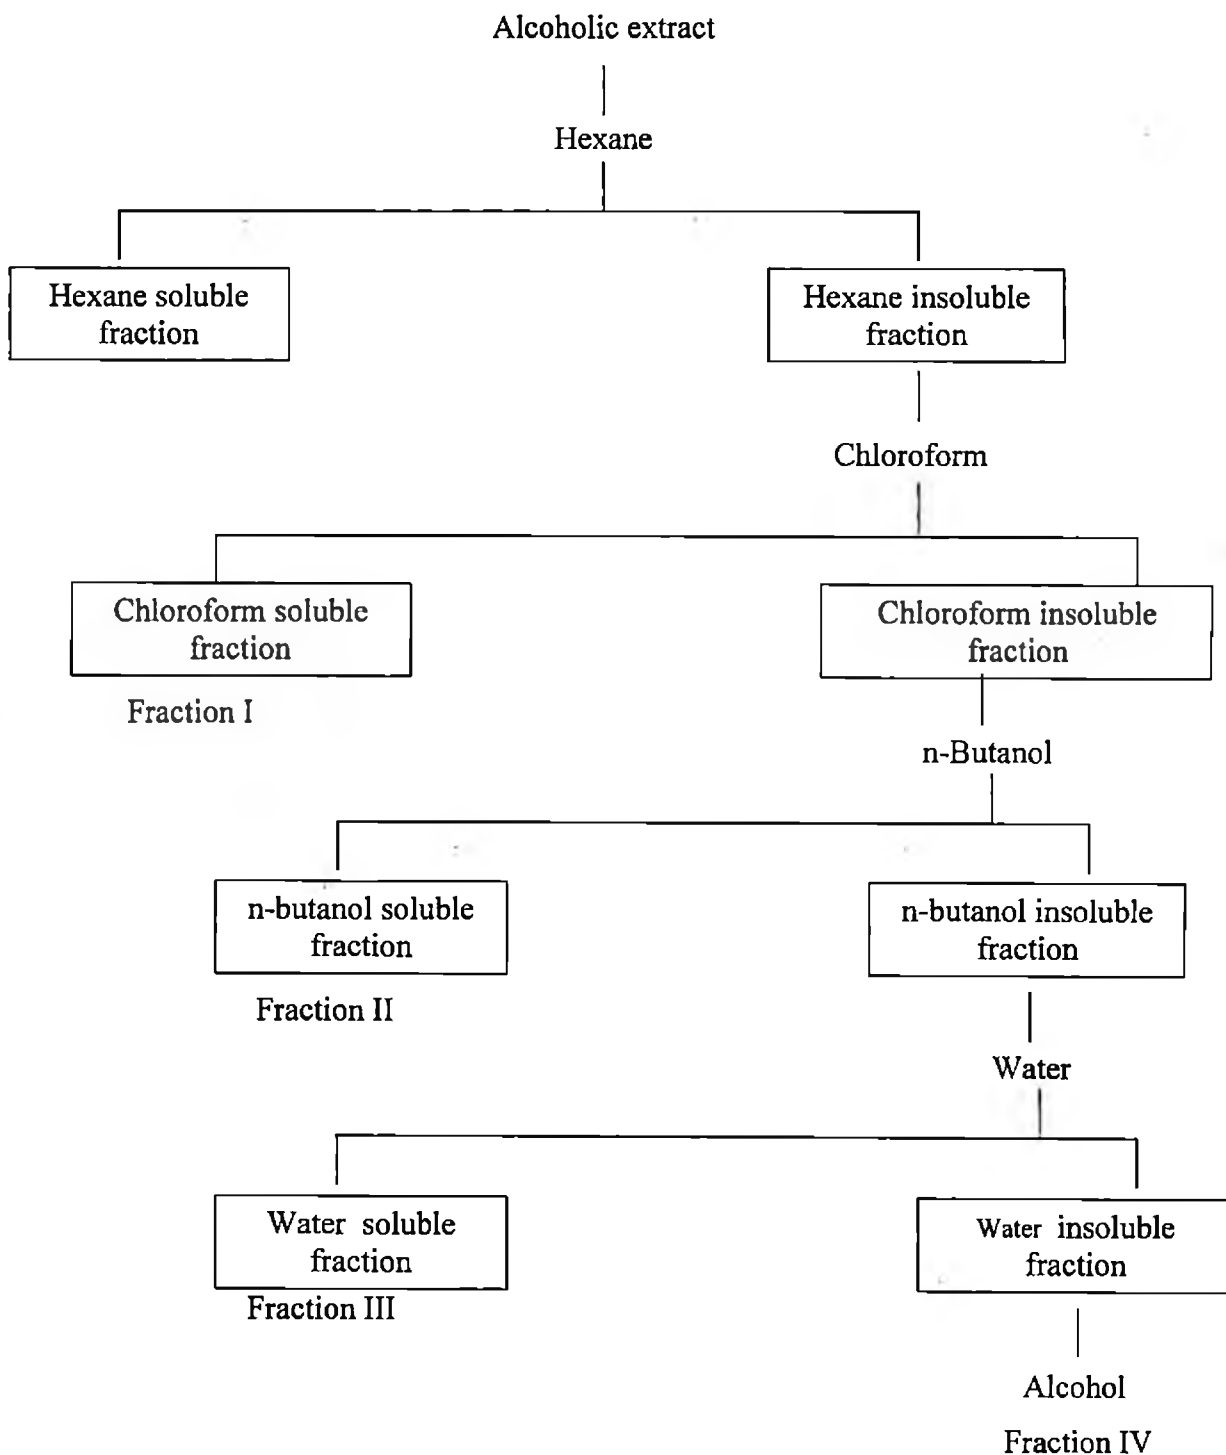 Alcoholic extract
Hexane
Hexane soluble
fraction
Hexane insoluble
fraction
Chloroform
Chloroform soluble
fraction
Chloroform insoluble
fraction
Fraction I
n-Butanol
n-butanol soluble
fraction
n-butanol insoluble
fraction
Fraction II
Water
Water soluble
fraction
Water insoluble
fraction
Fraction III
Alcohol
Fraction IV